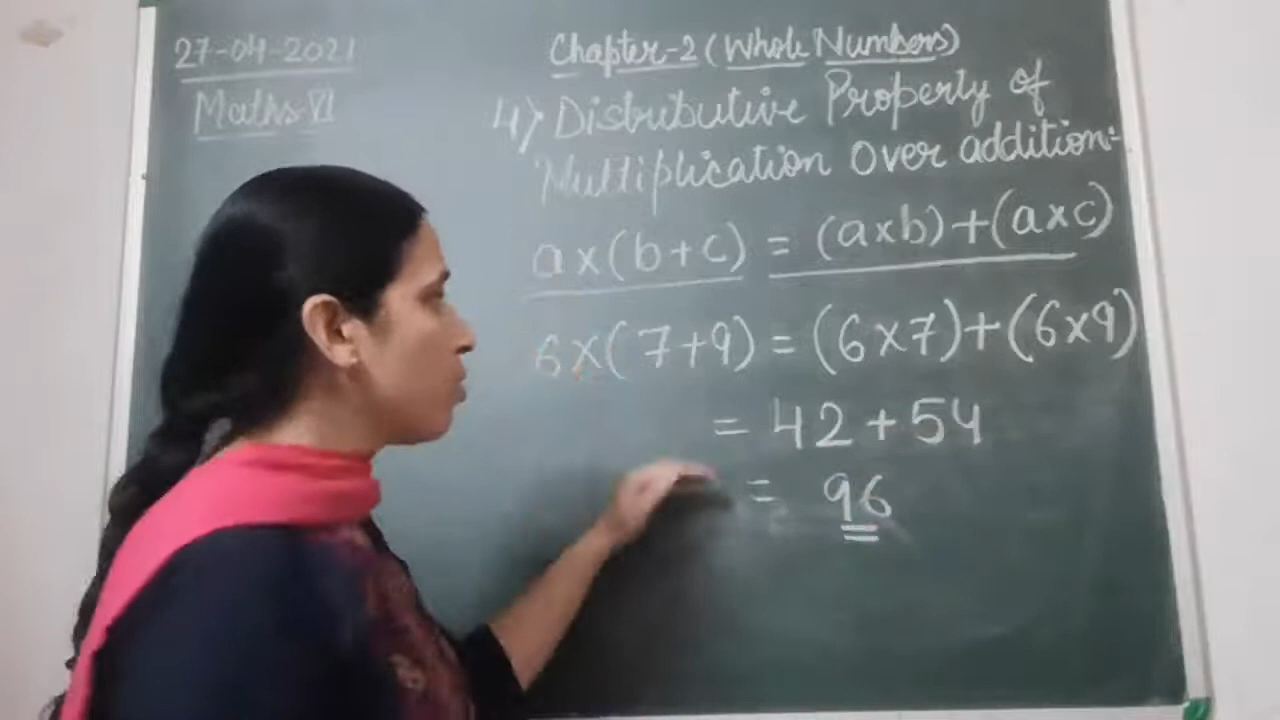 27-04-2021
Maths VI
Chapter-2 (Whole Numbers)
4) Distributive Property of
Multiplication Over addition:-
a×(b+c) = (a×b)+(a×c)
6×(7+9) = (6×7)+(6×9)
= 42+54
= 96